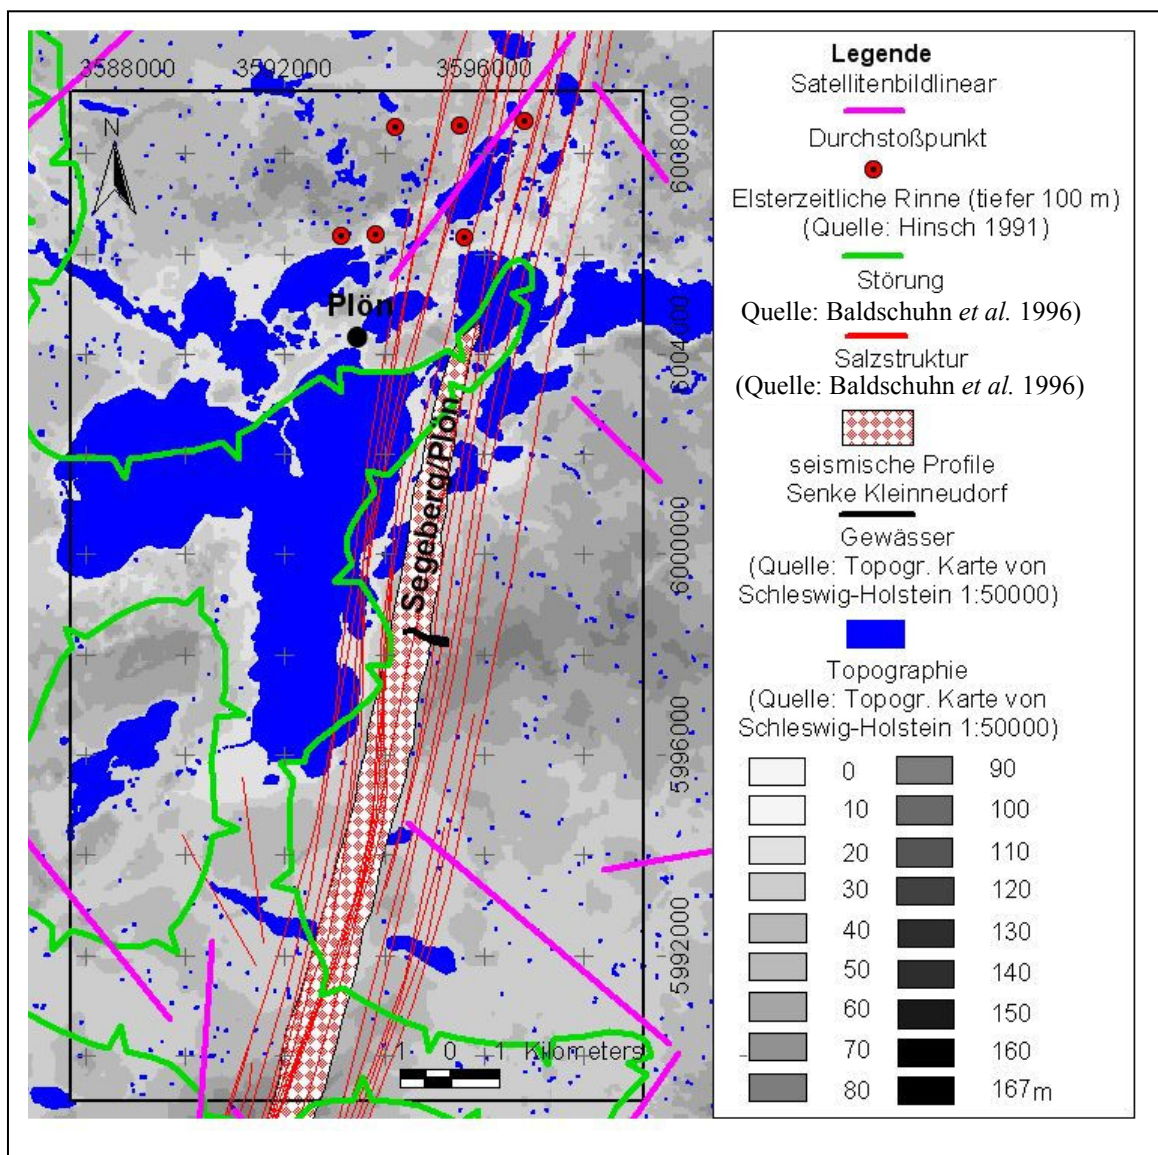 3588000
3592000
3596000
N
6008000
Plön
6004000
Segeberg/Plön
6000000
5996000
5992000
1 0 1 Kilometers
Legende
Satellitenbildlinear
Durchstoßpunkt
Elsterzeitliche Rinne (tiefer 100 m)
(Quelle: Hinsch 1991)
Störung
Quelle: Baldschuhn et al. 1996)
Salzstruktur
(Quelle: Baldschuhn et al. 1996)
seismische Profile
Senke Kleinneudorf
Gewässer
(Quelle: Topogr. Karte von
Schleswig-Holstein 1:50000)
Topographie
(Quelle: Topogr. Karte von
Schleswig-Holstein 1:50000)
0 90
10 100
20 110
30 120
40 130
50 140
60 150
70 160
80 167 m